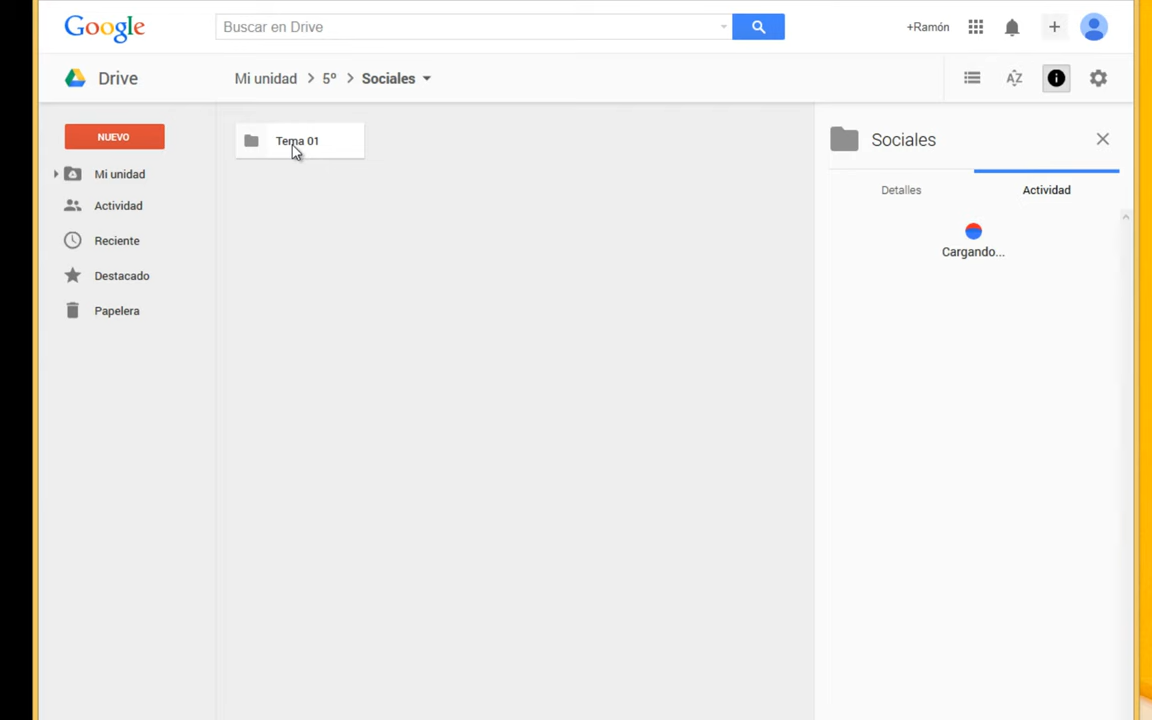 Google
Buscar en Drive
+Ramón
Drive
Mi unidad > 5º > Sociales
AZ
NUEVO
Mi unidad
Actividad
Reciente
Destacado
Papelera
Tema 01
Sociales
Detalles
Actividad
Cargando...